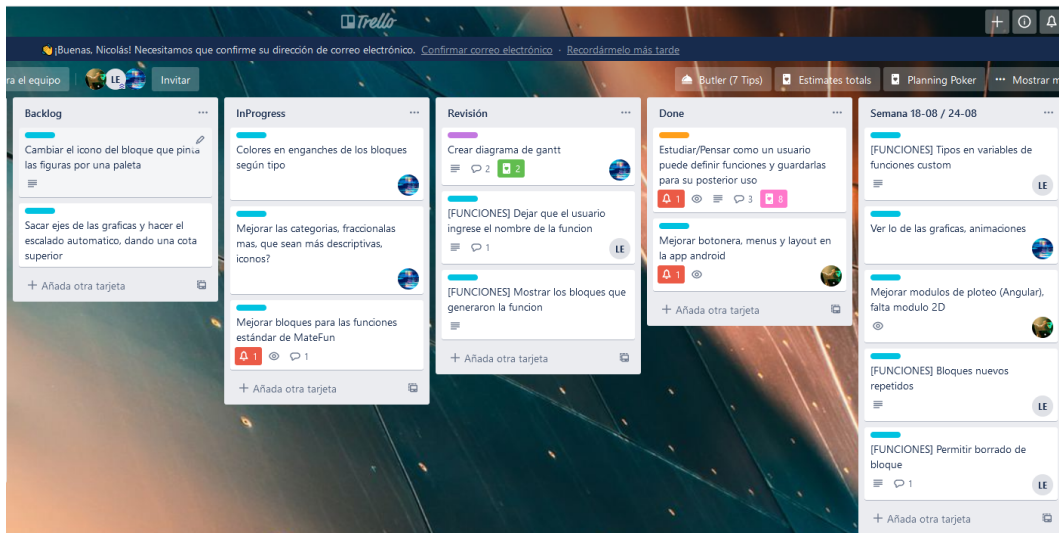 Trello
¡Buenas, Nicolás! Necesitamos que confirme su dirección de correo electrónico. Confirmar correo electrónico · Recordármelo más tarde
el equipo
LE
Invitar
Butler (7 Tips)
Estimates totals
Planning Poker
Mostrar
Backlog
Cambiar el icono del bloque que pinta
las figuras por una paleta
Sacar ejes de las graficas y hacer el
escalado automatico, dando una cota
superior
+ Añada otra tarjeta
InProgress
Colores en enganches de los bloques
según tipo
Mejorar las categorias, fraccionalas
mas, que sean más descriptivas,
iconos?
Mejorar bloques para las funciones
estándar de MateFun
1
1
+ Añada otra tarjeta
Revisión
Crear diagrama de gantt
2
2
[FUNCIONES] Dejar que el usuario
ingrese el nombre de la funcion
1
LE
[FUNCIONES] Mostrar los bloques que
generaron la funcion
+ Añada otra tarjeta
Done
Estudiar/Pensar como un usuario
puede definir funciones y guardarlas
para su posterior uso
1
3
8
Mejorar botonera, menus y layout en
la app android
1
+ Añada otra tarjeta
Semana 18-08 / 24-08
[FUNCIONES] Tipos en variables de
funciones custom
LE
Ver lo de las graficas, animaciones
Mejorar modulos de ploteo (Angular),
falta modulo 2D
[FUNCIONES] Bloques nuevos
repetidos
LE
[FUNCIONES] Permitir borrado de
bloque
1
LE
+ Añada otra tarjeta